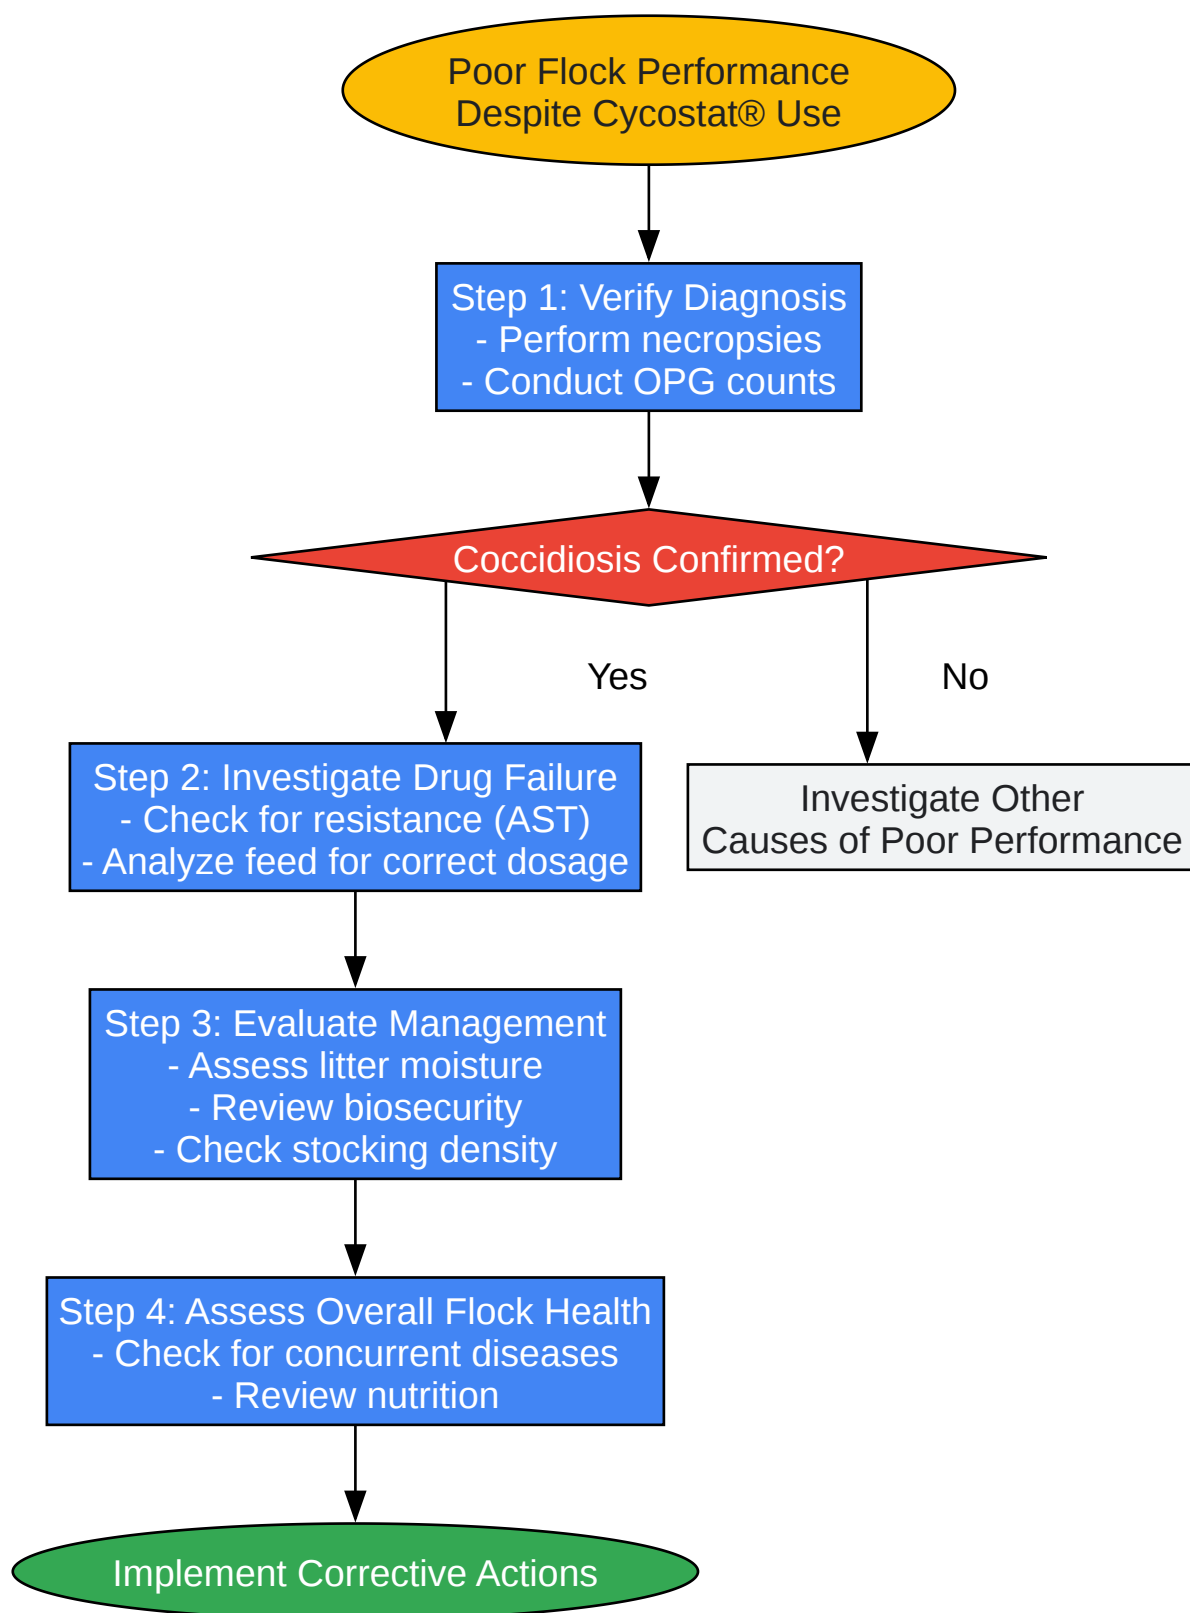 Poor Flock Performance
Despite Cycostat® Use
Step 1: Verify Diagnosis
- Perform necropsies
- Conduct OPG counts
Coccidiosis Confirmed?
Yes
No
Step 2: Investigate Drug Failure
- Check for resistance (AST)
- Analyze feed for correct dosage
Investigate Other
Causes of Poor Performance
Step 3: Evaluate Management
- Assess litter moisture
- Review biosecurity
- Check stocking density
Step 4: Assess Overall Flock Health
- Check for concurrent diseases
- Review nutrition
Implement Corrective Actions